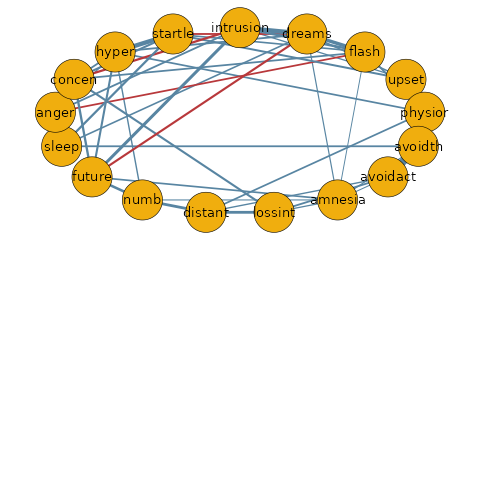 intrusion
startle dreams
hyper flash
concen upset
anger physior
sleep avoidth
future avoidact
numb amnesia
distant lossint